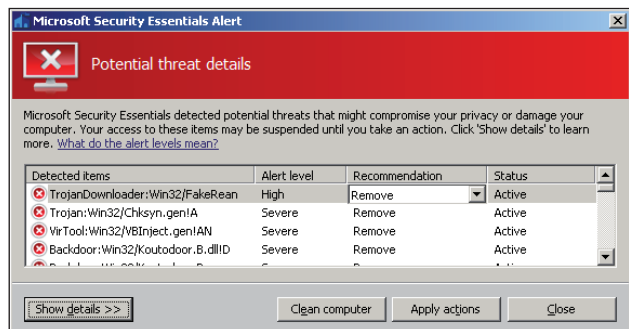 Microsoft Security Essentials Alert
Potential threat details
Microsoft Security Essentials detected potential threats that might compromise your privacy or damage your
computer. Your access to these items may be suspended until you take an action. Click 'Show details' to learn
more. What do the alert levels mean?
Detected items Alert level Recommendation Status
TrojanDownloader:Win32/FakeRean High Remove Active
Trojan:Win32/Chksyn.gen!A Severe Remove Active
VirTool:Win32/VBInject.gen!AN Severe Remove Active
Backdoor:Win32/Koutodoor.B.dll!D Severe Remove Active
Show details >> Clean computer Apply actions Close